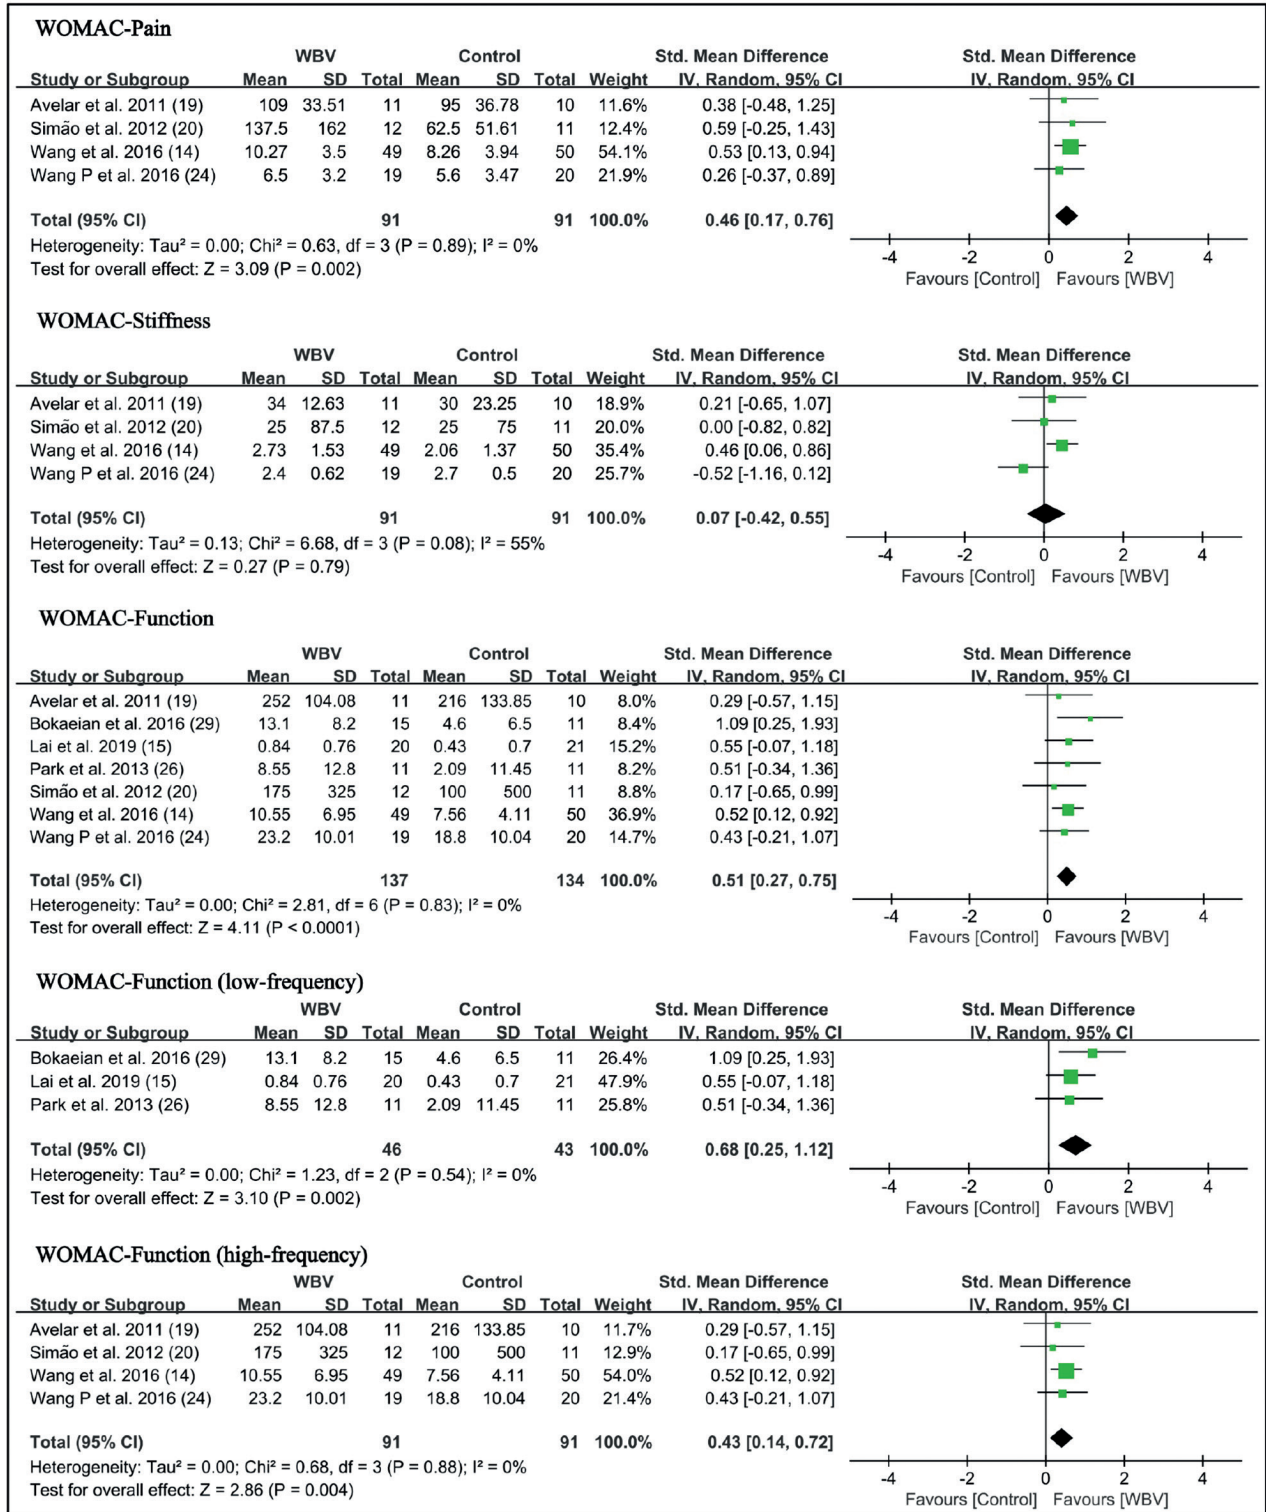 WOMAC-Pain
WBV Control Std. Mean Difference Std. Mean Difference
Study or Subgroup Mean SD Total Mean SD Total Weight IV, Random, 95% CI IV, Random, 95% CI
Avelar et al. 2011 (19) 109 33.51 11 95 36.78 10 11.6% 0.38 [-0.48, 1.25]
Simão et al. 2012 (20) 137.5 162 12 62.5 51.61 11 12.4% 0.59 [-0.25, 1.43]
Wang et al. 2016 (14) 10.27 3.5 49 8.26 3.94 50 54.1% 0.53 [0.13, 0.94]
Wang P et al. 2016 (24) 6.5 3.2 19 5.6 3.47 20 21.9% 0.26 [-0.37, 0.89]
Total (95% CI) 91 91 100.0% 0.46 [0.17, 0.76]
Heterogeneity: Tau² = 0.00; Chi² = 0.63, df = 3 (P = 0.89); I² = 0%
Test for overall effect: Z = 3.09 (P = 0.002)
-4 -2 0 2 4
Favours [Control] Favours [WBV]
WOMAC-Stiffness
WBV Control Std. Mean Difference Std. Mean Difference
Study or Subgroup Mean SD Total Mean SD Total Weight IV, Random, 95% CI IV, Random, 95% CI
Avelar et al. 2011 (19) 34 12.63 11 30 23.25 10 18.9% 0.21 [-0.65, 1.07]
Simão et al. 2012 (20) 25 87.5 12 25 75 11 20.0% 0.00 [-0.82, 0.82]
Wang et al. 2016 (14) 2.73 1.53 49 2.06 1.37 50 35.4% 0.46 [0.06, 0.86]
Wang P et al. 2016 (24) 2.4 0.62 19 2.7 0.5 20 25.7% -0.52 [-1.16, 0.12]
Total (95% CI) 91 91 100.0% 0.07 [-0.42, 0.55]
Heterogeneity: Tau² = 0.13; Chi² = 6.68, df = 3 (P = 0.08); I² = 55%
Test for overall effect: Z = 0.27 (P = 0.79)
-4 -2 0 2 4
Favours [Control] Favours [WBV]
WOMAC-Function
WBV Control Std. Mean Difference Std. Mean Difference
Study or Subgroup Mean SD Total Mean SD Total Weight IV, Random, 95% CI IV, Random, 95% CI
Avelar et al. 2011 (19) 252 104.08 11 216 133.85 10 8.0% 0.29 [-0.57, 1.15]
Bokaeian et al. 2016 (29) 13.1 8.2 15 4.6 6.5 11 8.4% 1.09 [0.25, 1.93]
Lai et al. 2019 (15) 0.84 0.76 20 0.43 0.7 21 15.2% 0.55 [-0.07, 1.18]
Park et al. 2013 (26) 8.55 12.8 11 2.09 11.45 11 8.2% 0.51 [-0.34, 1.36]
Simão et al. 2012 (20) 175 325 12 100 500 11 8.8% 0.17 [-0.65, 0.99]
Wang et al. 2016 (14) 10.55 6.95 49 7.56 4.11 50 36.9% 0.52 [0.12, 0.92]
Wang P et al. 2016 (24) 23.2 10.01 19 18.8 10.04 20 14.7% 0.43 [-0.21, 1.07]
Total (95% CI) 137 134 100.0% 0.51 [0.27, 0.75]
Heterogeneity: Tau² = 0.00; Chi² = 2.81, df = 6 (P = 0.83); I² = 0%
Test for overall effect: Z = 4.11 (P < 0.0001)
-4 -2 0 2 4
Favours [Control] Favours [WBV]
WOMAC-Function (low-frequency)
WBV Control Std. Mean Difference Std. Mean Difference
Study or Subgroup Mean SD Total Mean SD Total Weight IV, Random, 95% CI IV, Random, 95% CI
Bokaeian et al. 2016 (29) 13.1 8.2 15 4.6 6.5 11 26.4% 1.09 [0.25, 1.93]
Lai et al. 2019 (15) 0.84 0.76 20 0.43 0.7 21 47.9% 0.55 [-0.07, 1.18]
Park et al. 2013 (26) 8.55 12.8 11 2.09 11.45 11 25.8% 0.51 [-0.34, 1.36]
Total (95% CI) 46 43 100.0% 0.68 [0.25, 1.12]
Heterogeneity: Tau² = 0.00; Chi² = 1.23, df = 2 (P = 0.54); I² = 0%
Test for overall effect: Z = 3.10 (P = 0.002)
-4 -2 0 2 4
Favours [Control] Favours [WBV]
WOMAC-Function (high-frequency)
WBV Control Std. Mean Difference Std. Mean Difference
Study or Subgroup Mean SD Total Mean SD Total Weight IV, Random, 95% CI IV, Random, 95% CI
Avelar et al. 2011 (19) 252 104.08 11 216 133.85 10 11.7% 0.29 [-0.57, 1.15]
Simão et al. 2012 (20) 175 325 12 100 500 11 12.9% 0.17 [-0.65, 0.99]
Wang et al. 2016 (14) 10.55 6.95 49 7.56 4.11 50 54.0% 0.52 [0.12, 0.92]
Wang P et al. 2016 (24) 23.2 10.01 19 18.8 10.04 20 21.4% 0.43 [-0.21, 1.07]
Total (95% CI) 91 91 100.0% 0.43 [0.14, 0.72]
Heterogeneity: Tau² = 0.00; Chi² = 0.68, df = 3 (P = 0.88); I² = 0%
Test for overall effect: Z = 2.86 (P = 0.004)
-4 -2 0 2 4
Favours [Control] Favours [WBV]